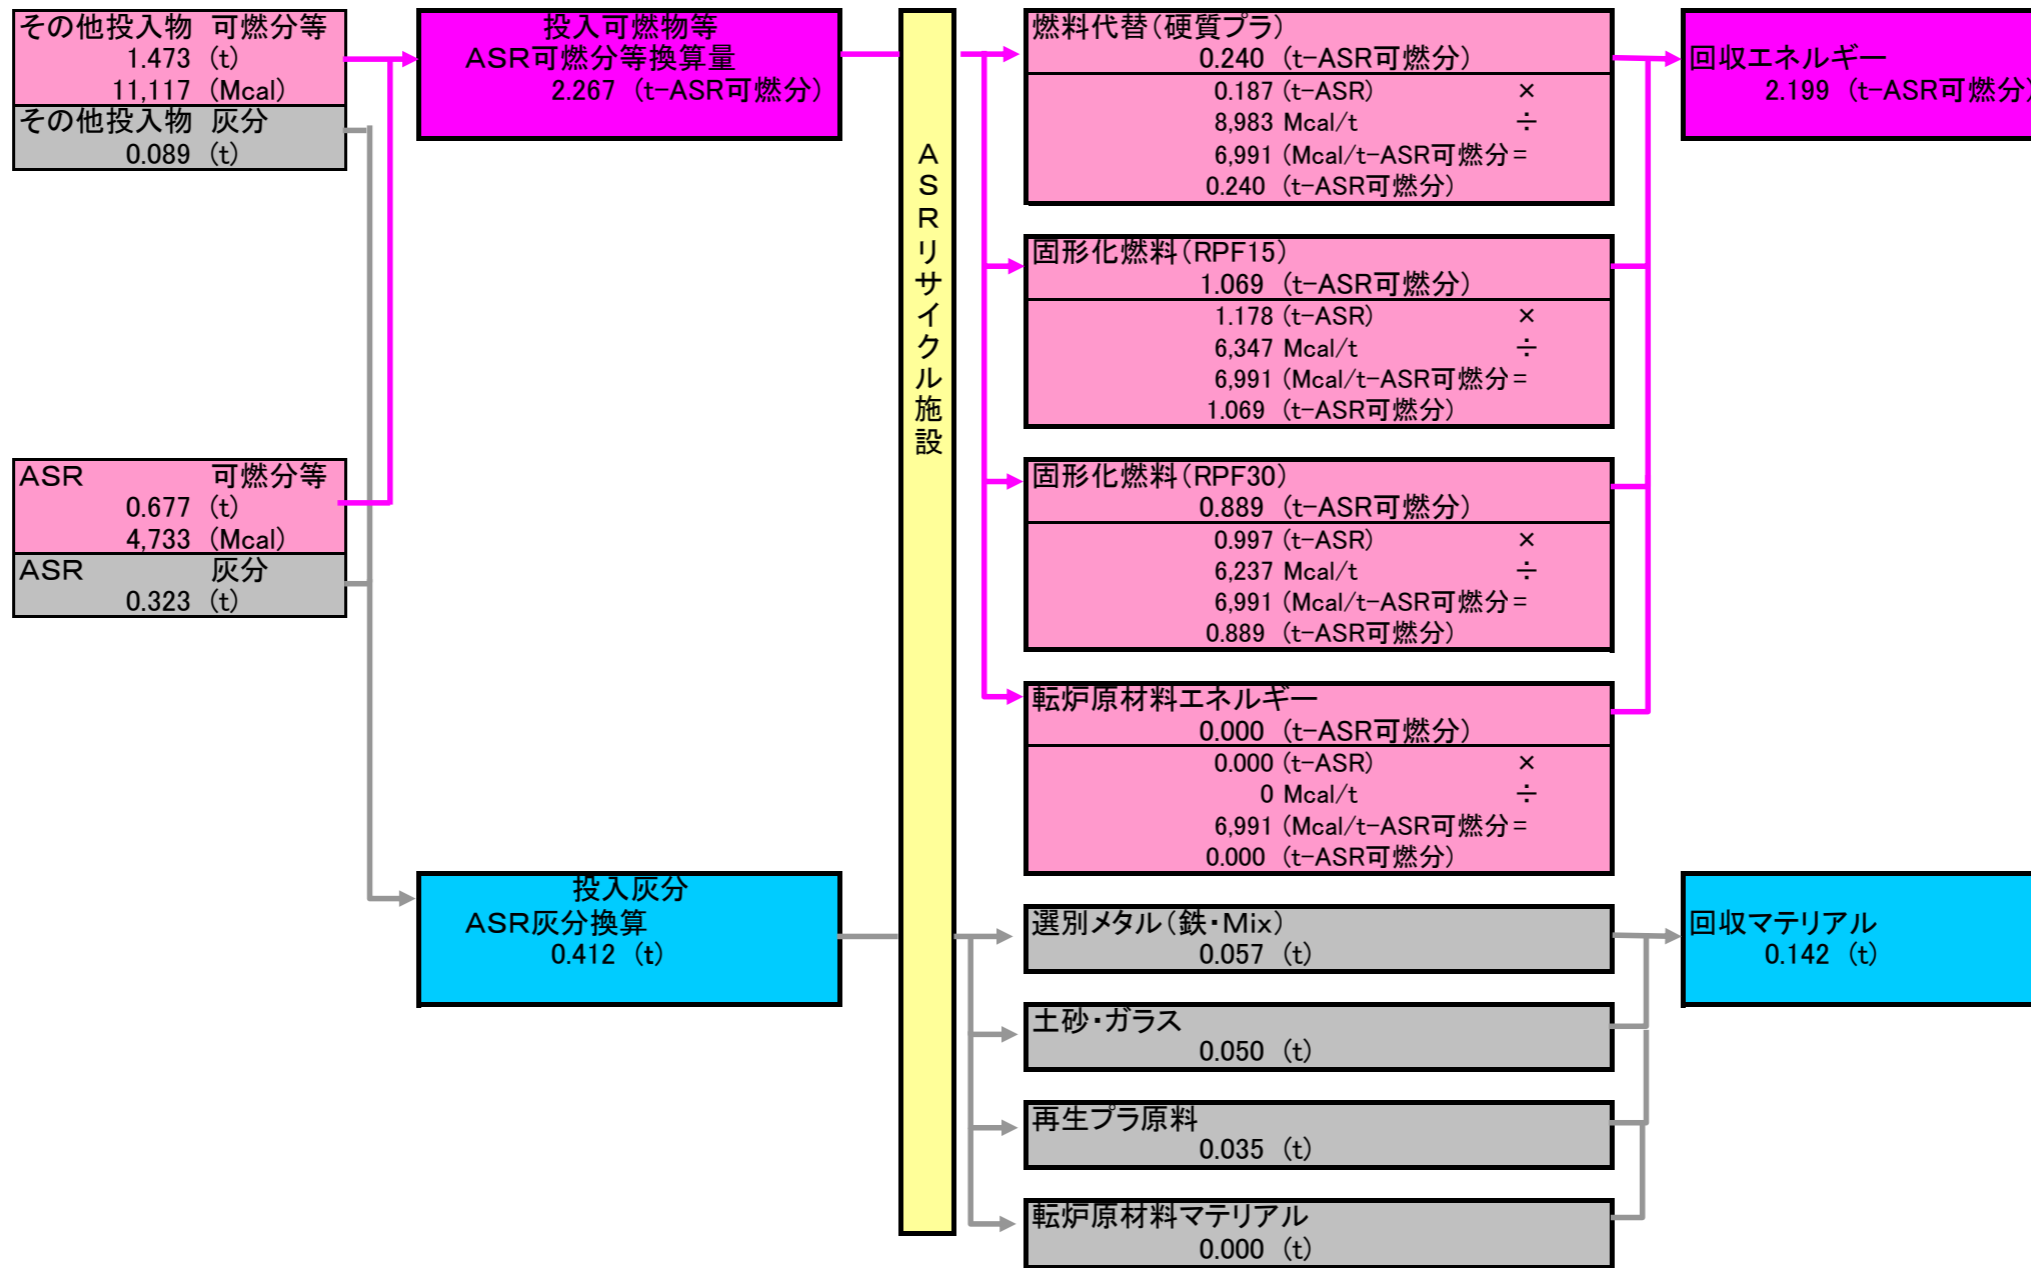 その他投入物 可燃分等
1.473 (t)
11,117 (Mcal)
その他投入物 灰分
0.089 (t)
ASR 可燃分等
0.677 (t)
4,733 (Mcal)
ASR 灰分
0.323 (t)
投入可燃物等
ASR可燃分等換算量
2.267 (t-ASR可燃分)
投入灰分
ASR灰分換算
0.412 (t)
ASRリサイクル施設
燃料代替(硬質プラ)
0.240 (t-ASR可燃分)
0.187 (t-ASR) ×
8,983 Mcal/t ÷
6,991 (Mcal/t-ASR可燃分=
0.240 (t-ASR可燃分)
固形化燃料(RPF15)
1.069 (t-ASR可燃分)
1.178 (t-ASR) ×
6,347 Mcal/t ÷
6,991 (Mcal/t-ASR可燃分=
1.069 (t-ASR可燃分)
固形化燃料(RPF30)
0.889 (t-ASR可燃分)
0.997 (t-ASR) ×
6,237 Mcal/t ÷
6,991 (Mcal/t-ASR可燃分=
0.889 (t-ASR可燃分)
転炉原材料エネルギー
0.000 (t-ASR可燃分)
0.000 (t-ASR) ×
0 Mcal/t ÷
6,991 (Mcal/t-ASR可燃分=
0.000 (t-ASR可燃分)
選別メタル(鉄・Mix)
0.057 (t)
土砂・ガラス
0.050 (t)
再生プラ原料
0.035 (t)
転炉原材料マテリアル
0.000 (t)
回収エネルギー
2.199 (t-ASR可燃分)
回収マテリアル
0.142 (t)